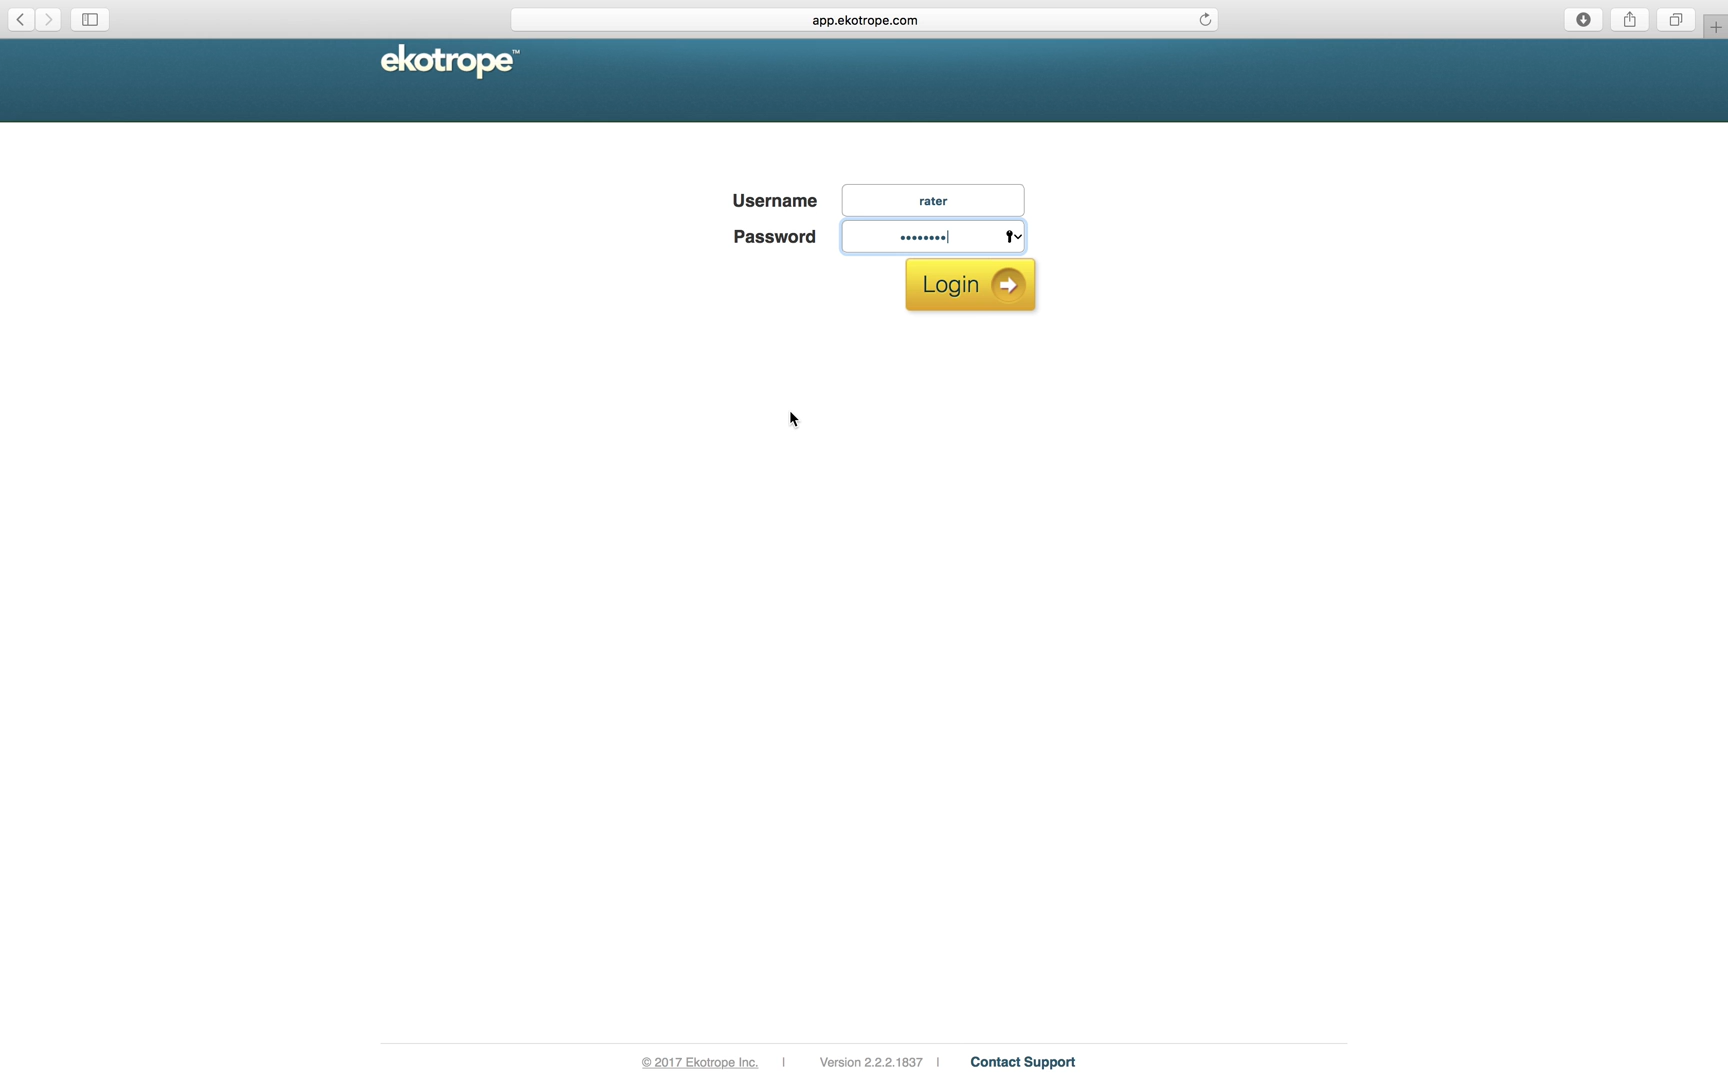 app.ekotrope.com
ekotrope™
Username rater
Password ••••••••
Login
© 2017 Ekotrope Inc. | Version 2.2.2.1837 | Contact Support